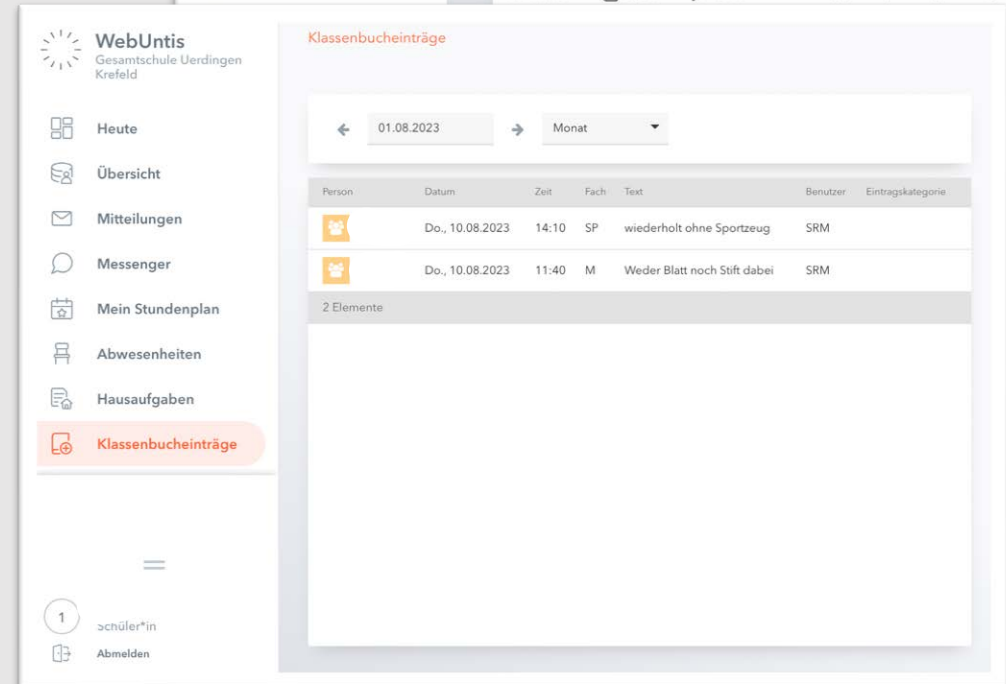 WebUntis
Gesamtschule Uerdingen
Krefeld
Heute
Übersicht
Mitteilungen
Messenger
Mein Stundenplan
Abwesenheiten
Hausaufgaben
Klassenbucheinträge
1
Schüler*in
Abmelden
Klassenbucheinträge
01.08.2023 Monat
Person Datum Zeit Fach Text Benutzer Eintragskategorie
Do., 10.08.2023 14:10 SP wiederholt ohne Sportzeug SRM
Do., 10.08.2023 11:40 M Weder Blatt noch Stift dabei SRM
2 Elemente